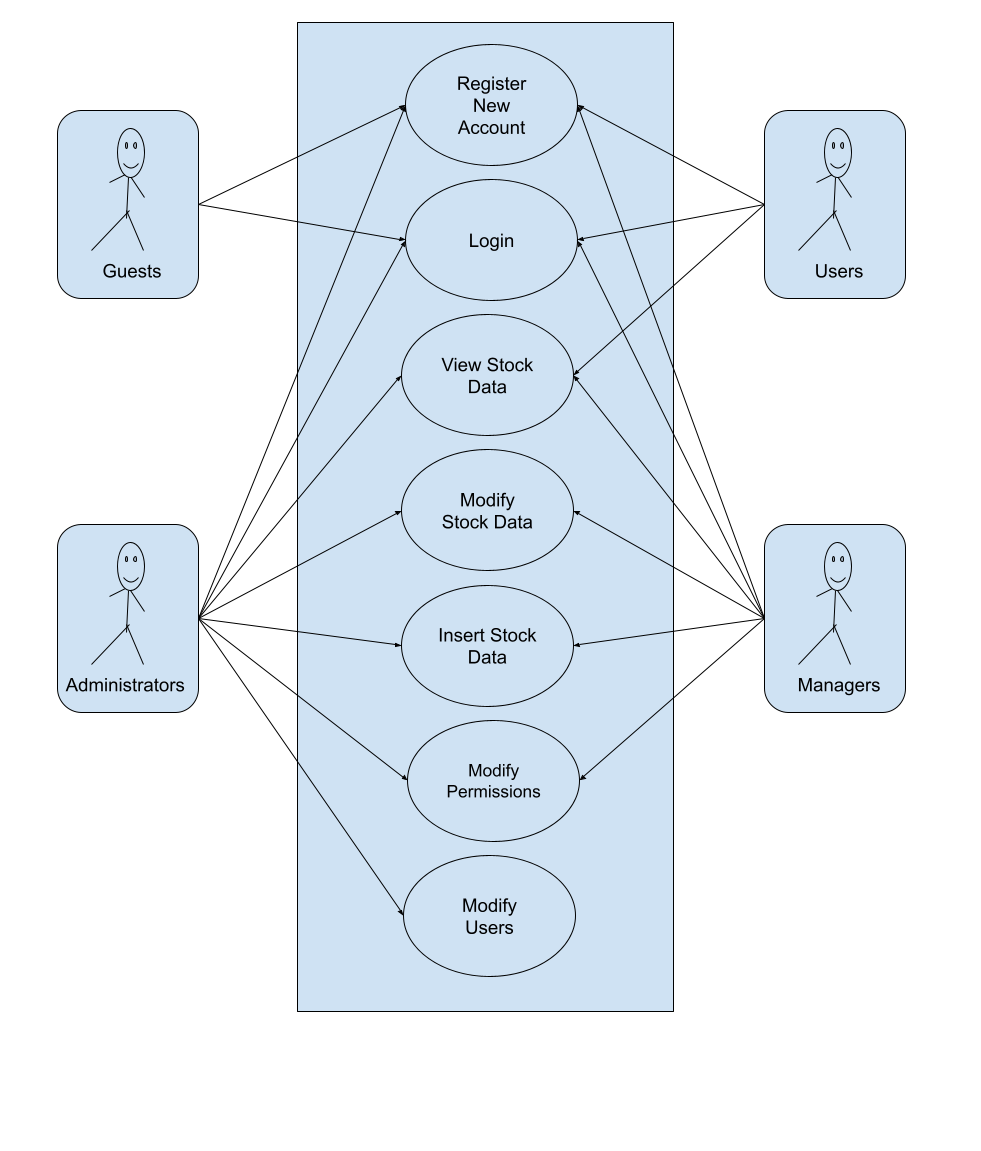 Register
New
Account
Login
Guests
Users
View Stock
Data
Modify
Stock Data
Insert Stock
Data
Administrators
Managers
Modify
Permissions
Modify
Users